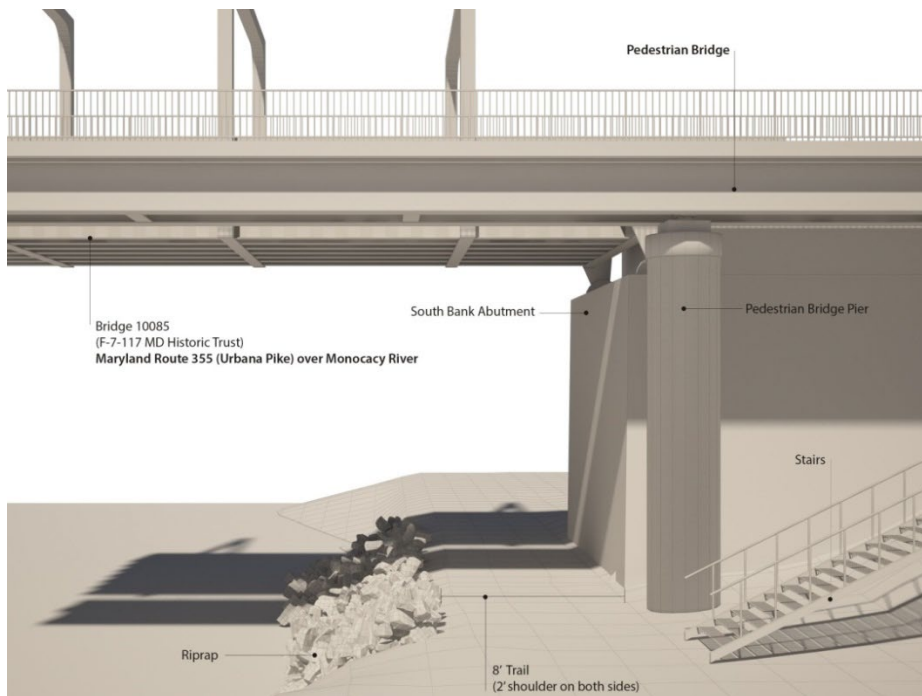 Pedestrian Bridge
South Bank Abutment
Pedestrian Bridge Pier
Bridge 10085
(F-7-117 MD Historic Trust)
Maryland Route 355 (Urbana Pike) over Monocacy River
Stairs
Riprap
8' Trail
(2' shoulder on both sides)